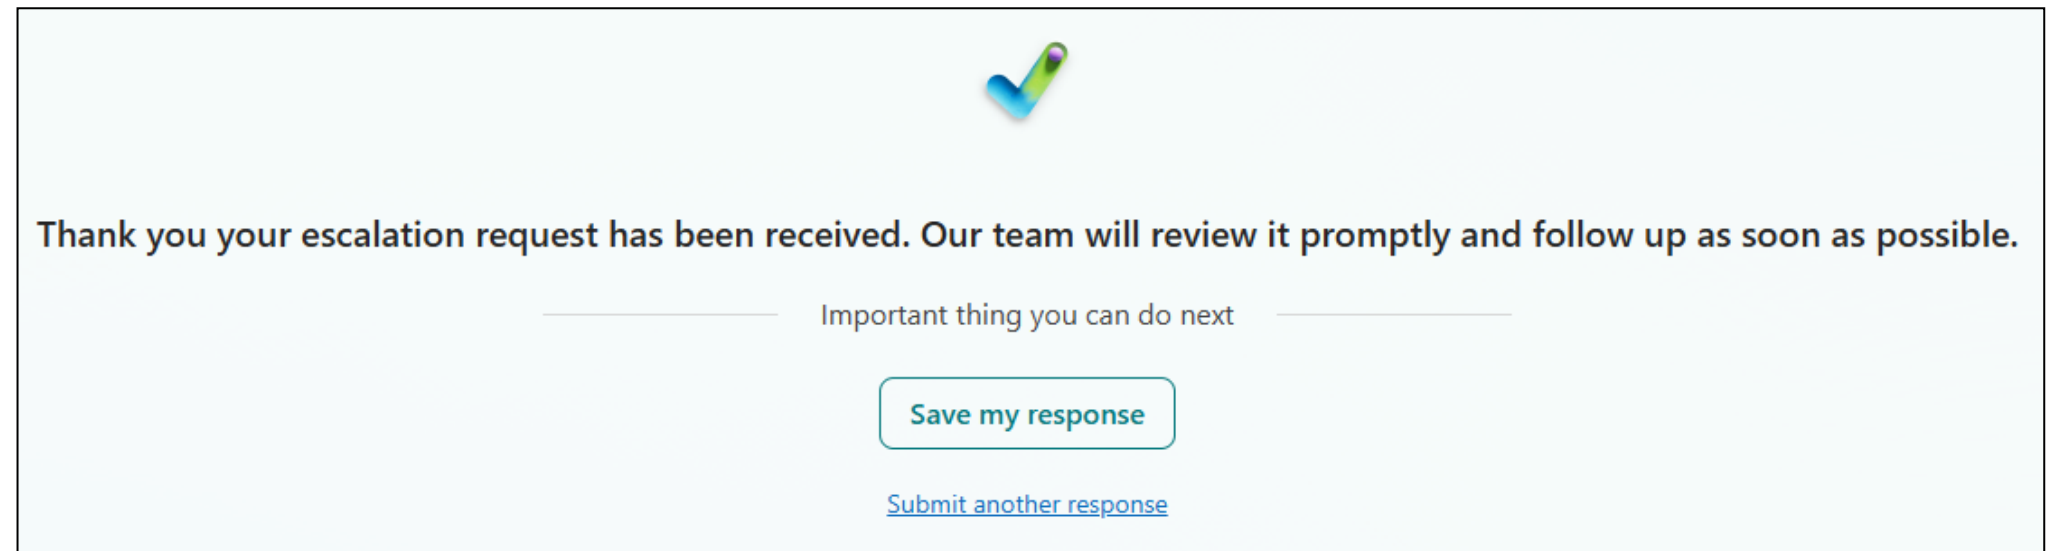 Thank you your escalation request has been received. Our team will review it promptly and follow up as soon as possible.
Important thing you can do next
Save my response
Submit another response